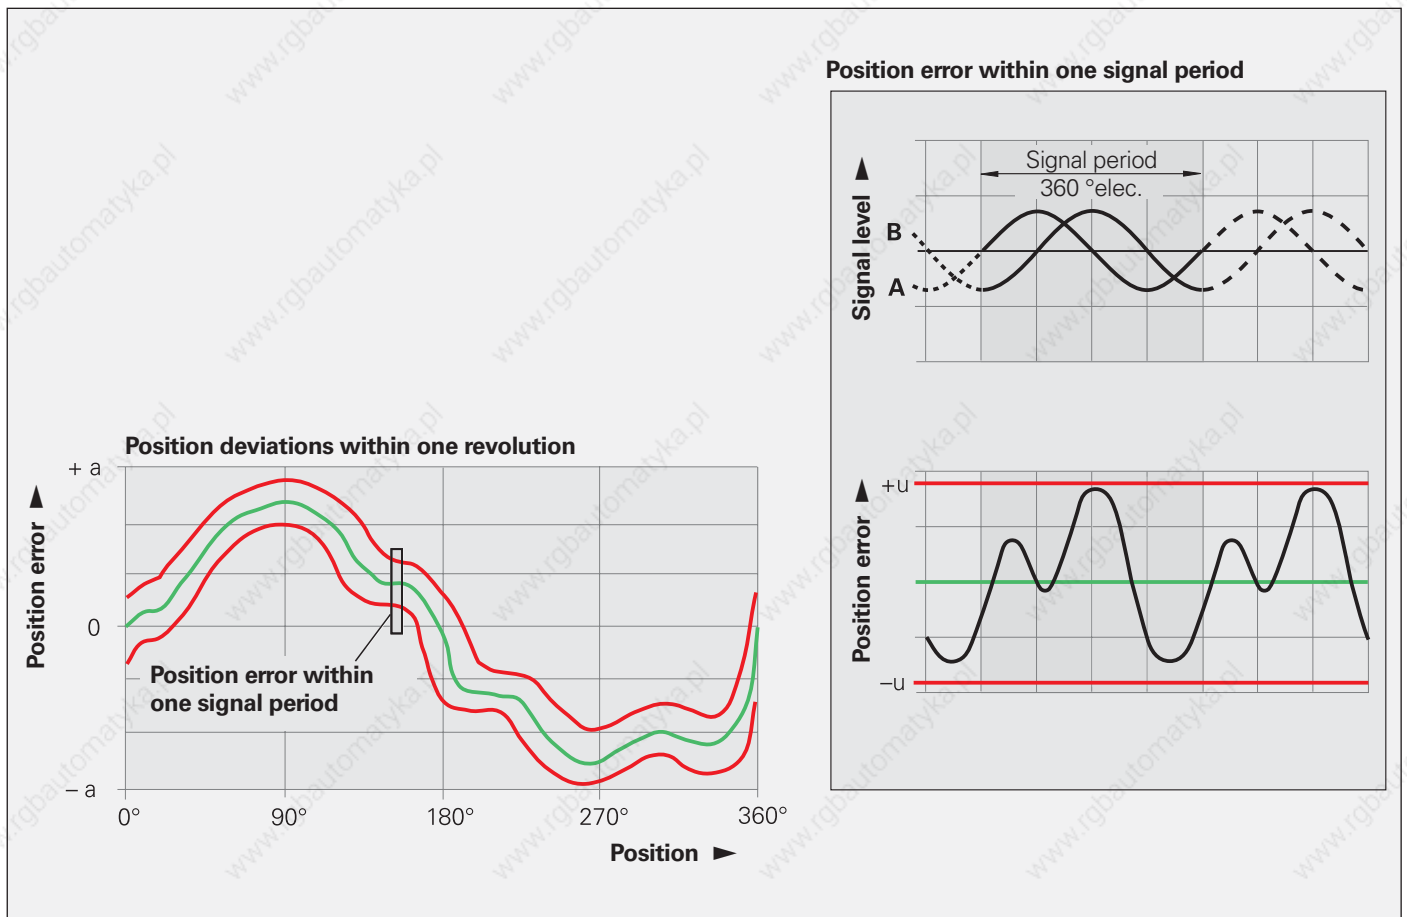 Position error within one signal period
Signal level ▲
Signal period
360 °elec.
B
A
Position deviations within one revolution
Position error ▲
+ a
0
– a
Position error within
one signal period
0°
90°
180°
270°
360°
Position ►
Position error ▲
+u
–u
www.rgbautomatyka.pl